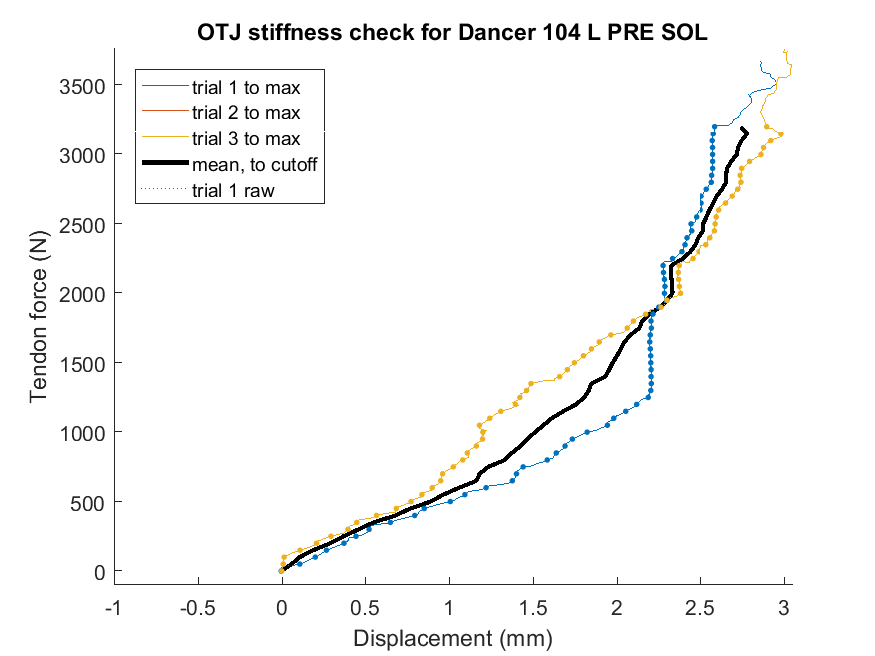 OTJ stiffness check for Dancer 104 L PRE SOL
trial 1 to max
trial 2 to max
trial 3 to max
mean, to cutoff
trial 1 raw
Tendon force (N)
3500
3000
2500
2000
1500
1000
500
0
-1 -0.5 0 0.5 1 1.5 2 2.5 3
Displacement (mm)